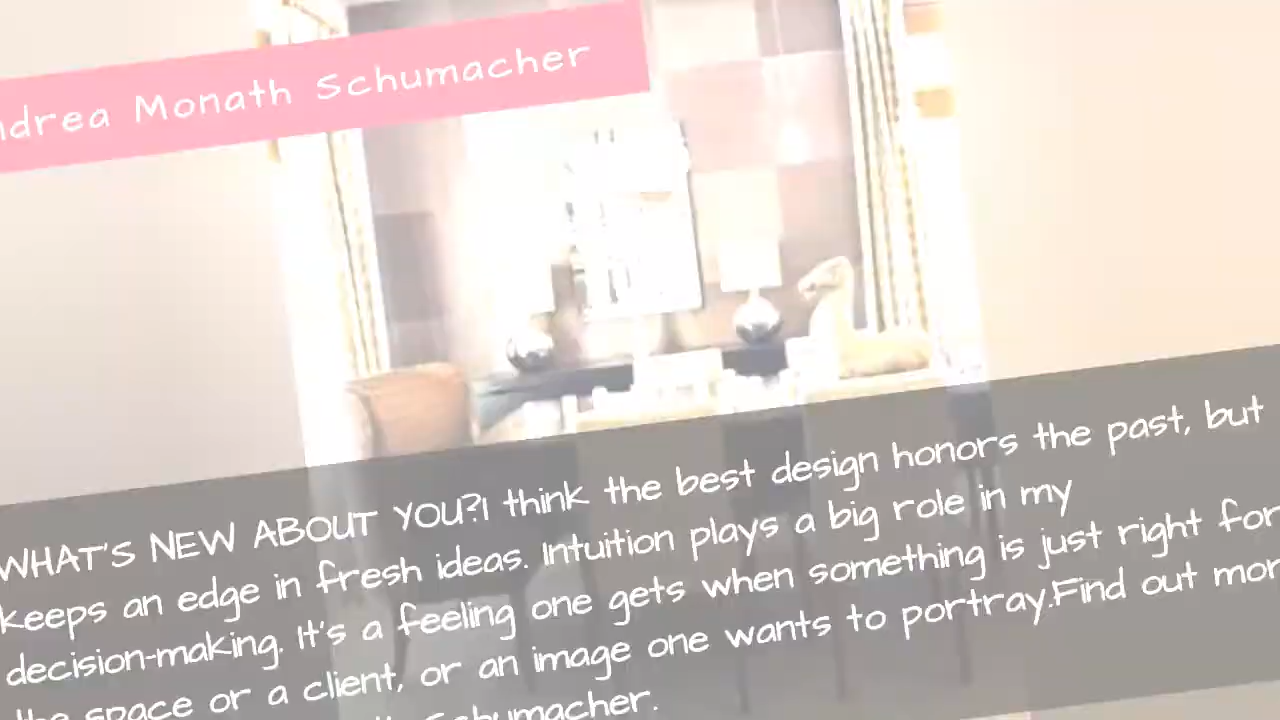 Monath Schumacher
WHAT'S NEW ABOUT YOU?I think the best design honors the past, but
keeps an edge in fresh ideas. Intuition plays a big role in my
decision-making. It's a feeling one gets when something is just right for
the space or a client, or an image one wants to portray.Find out
Schumacher.